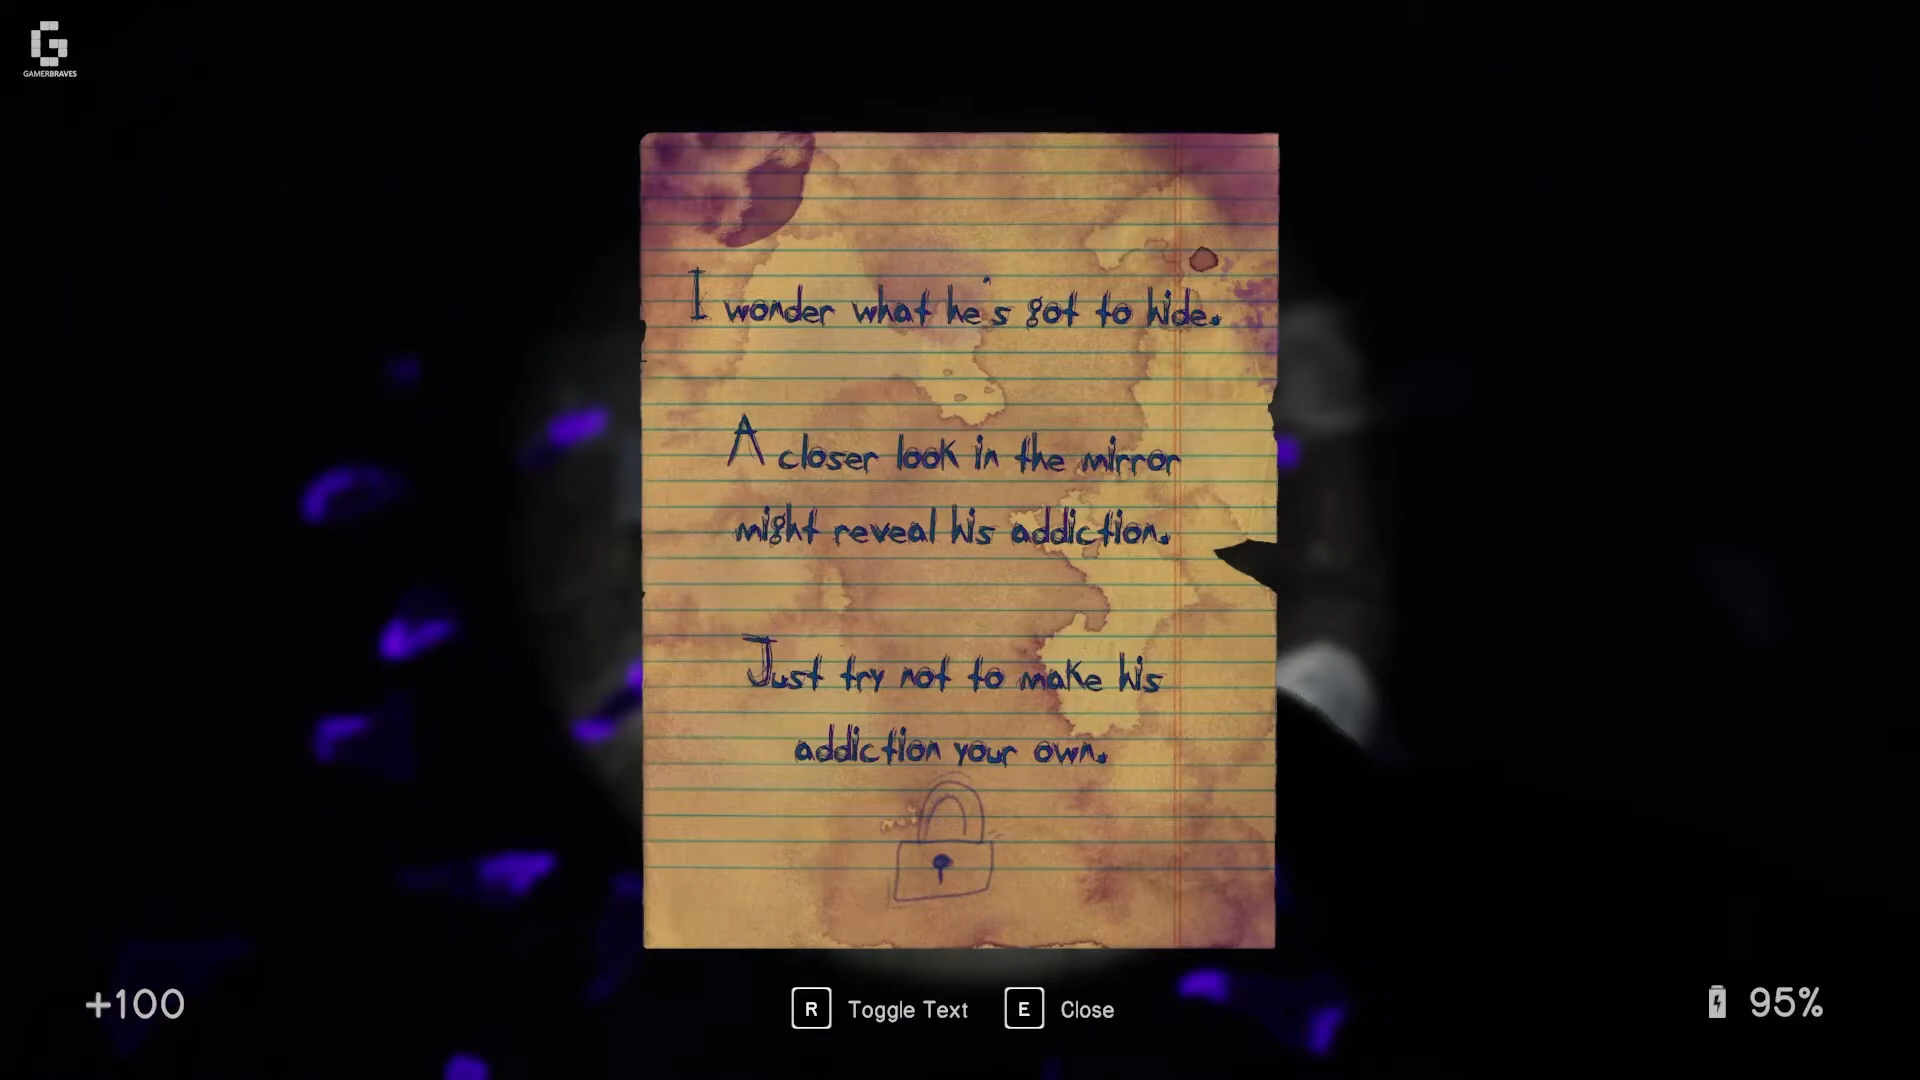 G
GAMERBRAVES
I wonder what he's got to hide.
A closer look in the mirror
might reveal his addiction.
Just try not to make his
addiction your own.
+100
R Toggle Text E Close
95%